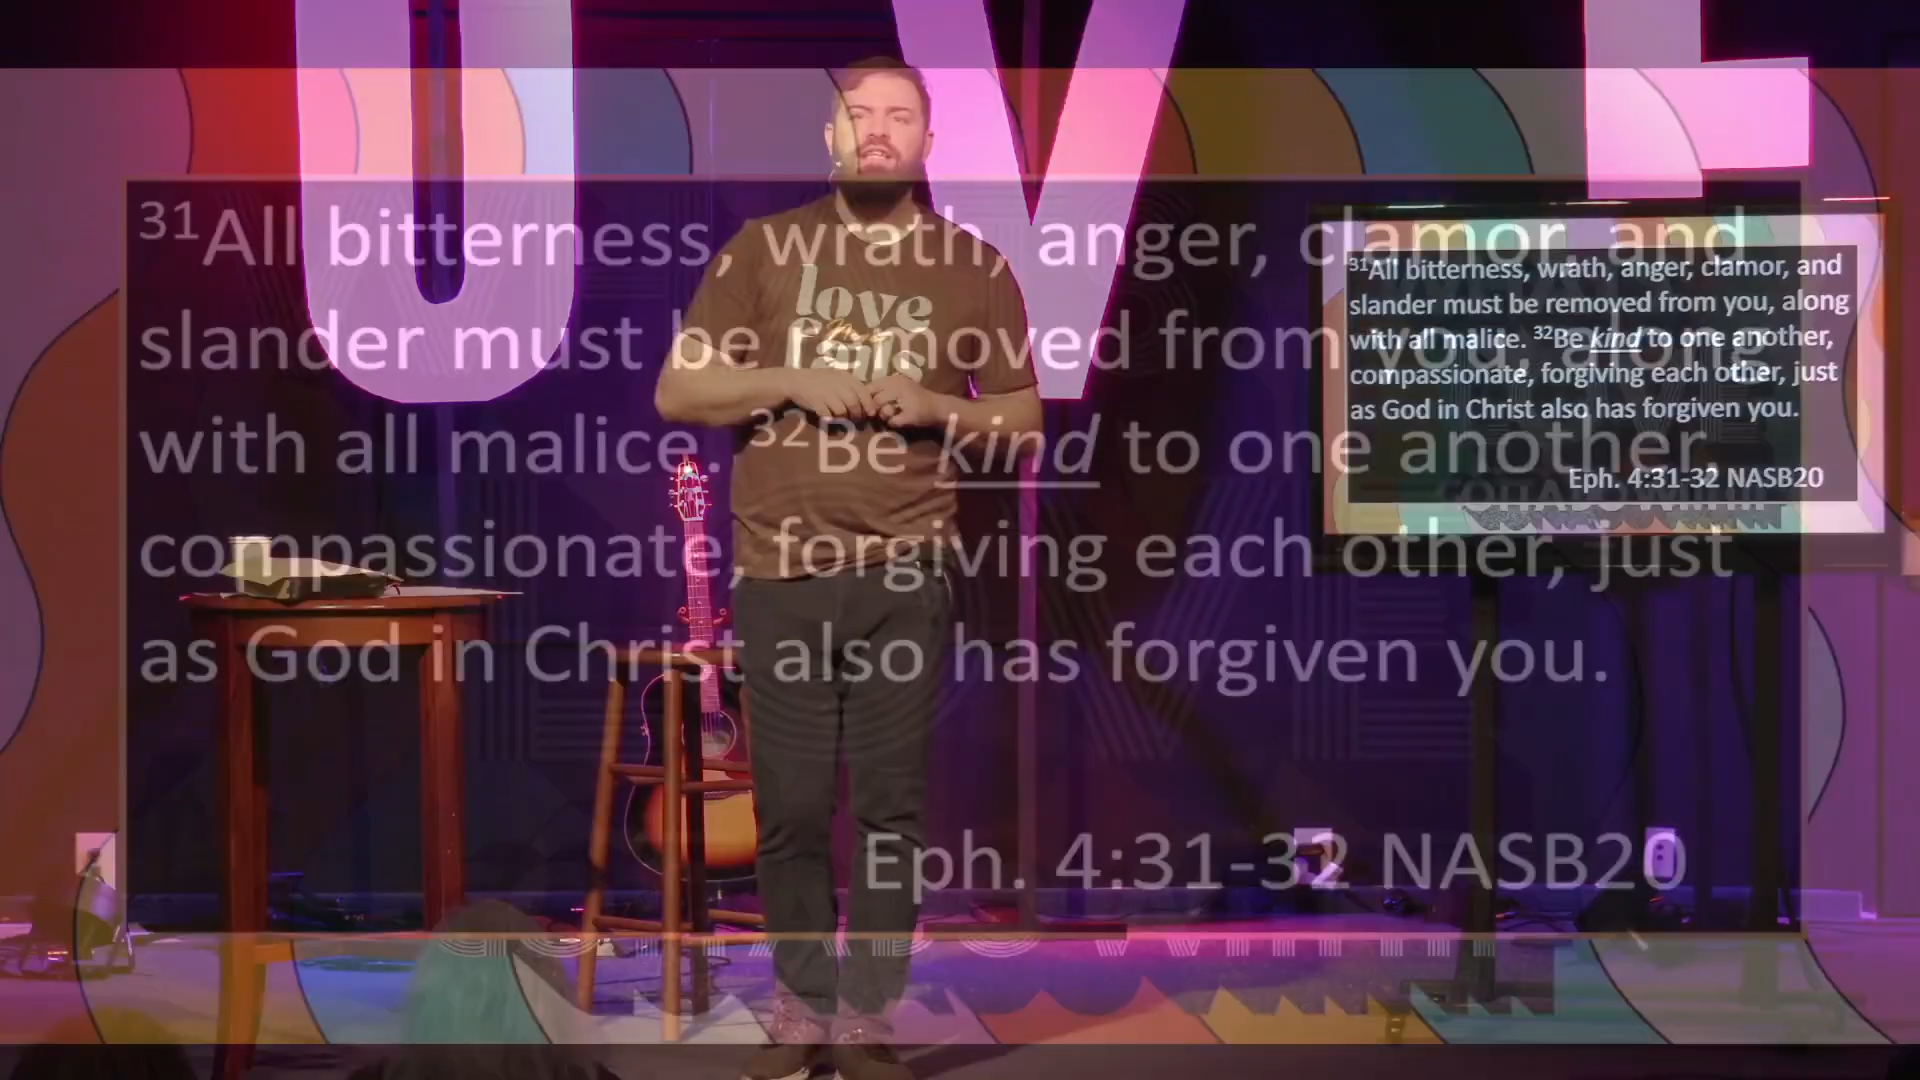 OVE
31All bitterness, wrath, anger, clamor, and
slander must be removed from you, along
with all malice. 32Be kind to one another,
compassionate, forgiving each other, just
as God in Christ also has forgiven you.
Eph. 4:31-32 NASB20
love
never
fails
31All bitterness, wrath, anger, clamor, and
slander must be removed from you, along
with all malice. 32Be kind to one another,
compassionate, forgiving each other, just
as God in Christ also has forgiven you.
Eph. 4:31-32 NASB20